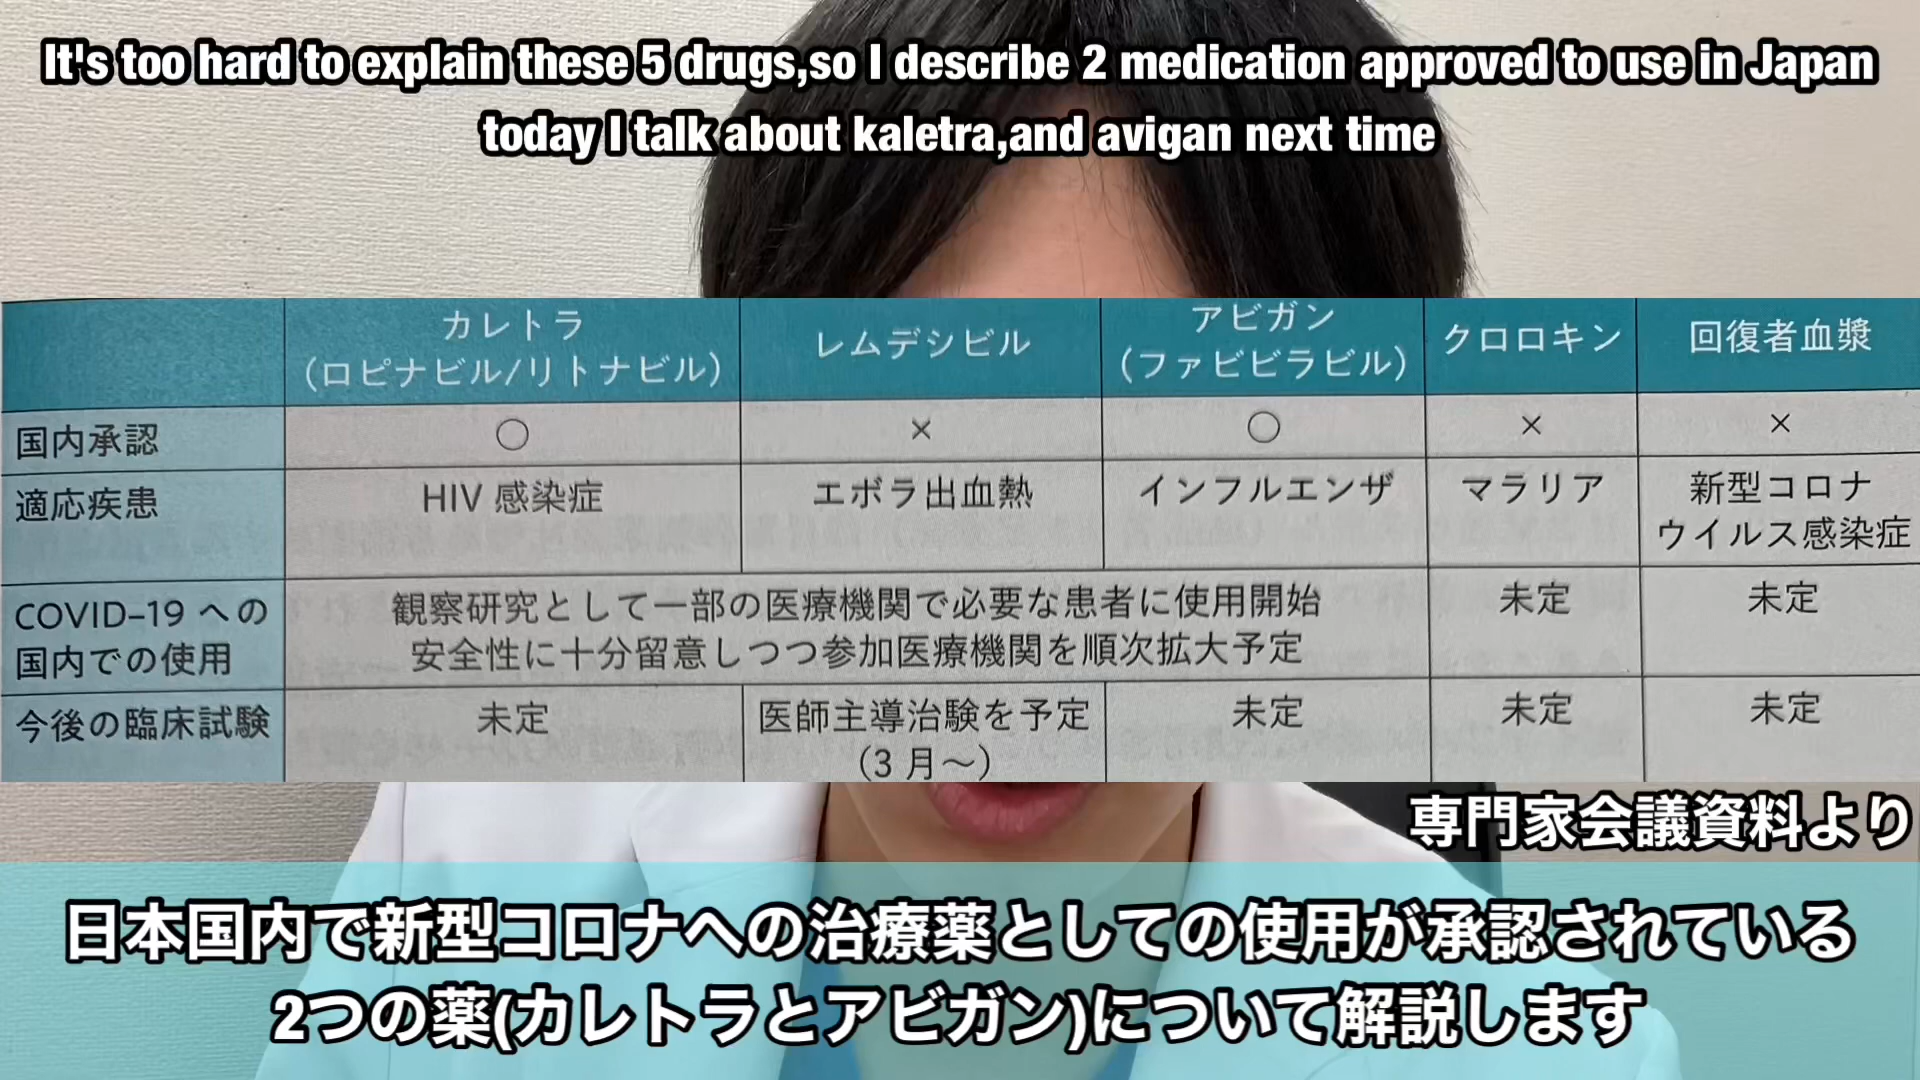 It's too hard to explain these 5 drugs,so I describe 2 medication approved to use in Japan
today I talk about kaletra,and avigan next time
カレトラ
(ロピナビル/リトナビル)
レムデシビル
アビガン
(ファビピラビル)
クロロキン
回復者血漿
国内承認
○
×
○
×
×
適応疾患
HIV 感染症
エボラ出血熱
インフルエンザ
マラリア
新型コロナ
ウイルス感染症
COVID-19 への
国内での使用
観察研究として一部の医療機関で必要な患者に使用開始
安全性に十分留意しつつ参加医療機関を順次拡大予定
未定
未定
今後の臨床試験
未定
医師主導治験を予定
(3 月〜)
未定
未定
未定
専門家会議資料より
日本国内で新型コロナへの治療薬としての使用が承認されている
2つの薬(カレトラとアビガン)について解説します